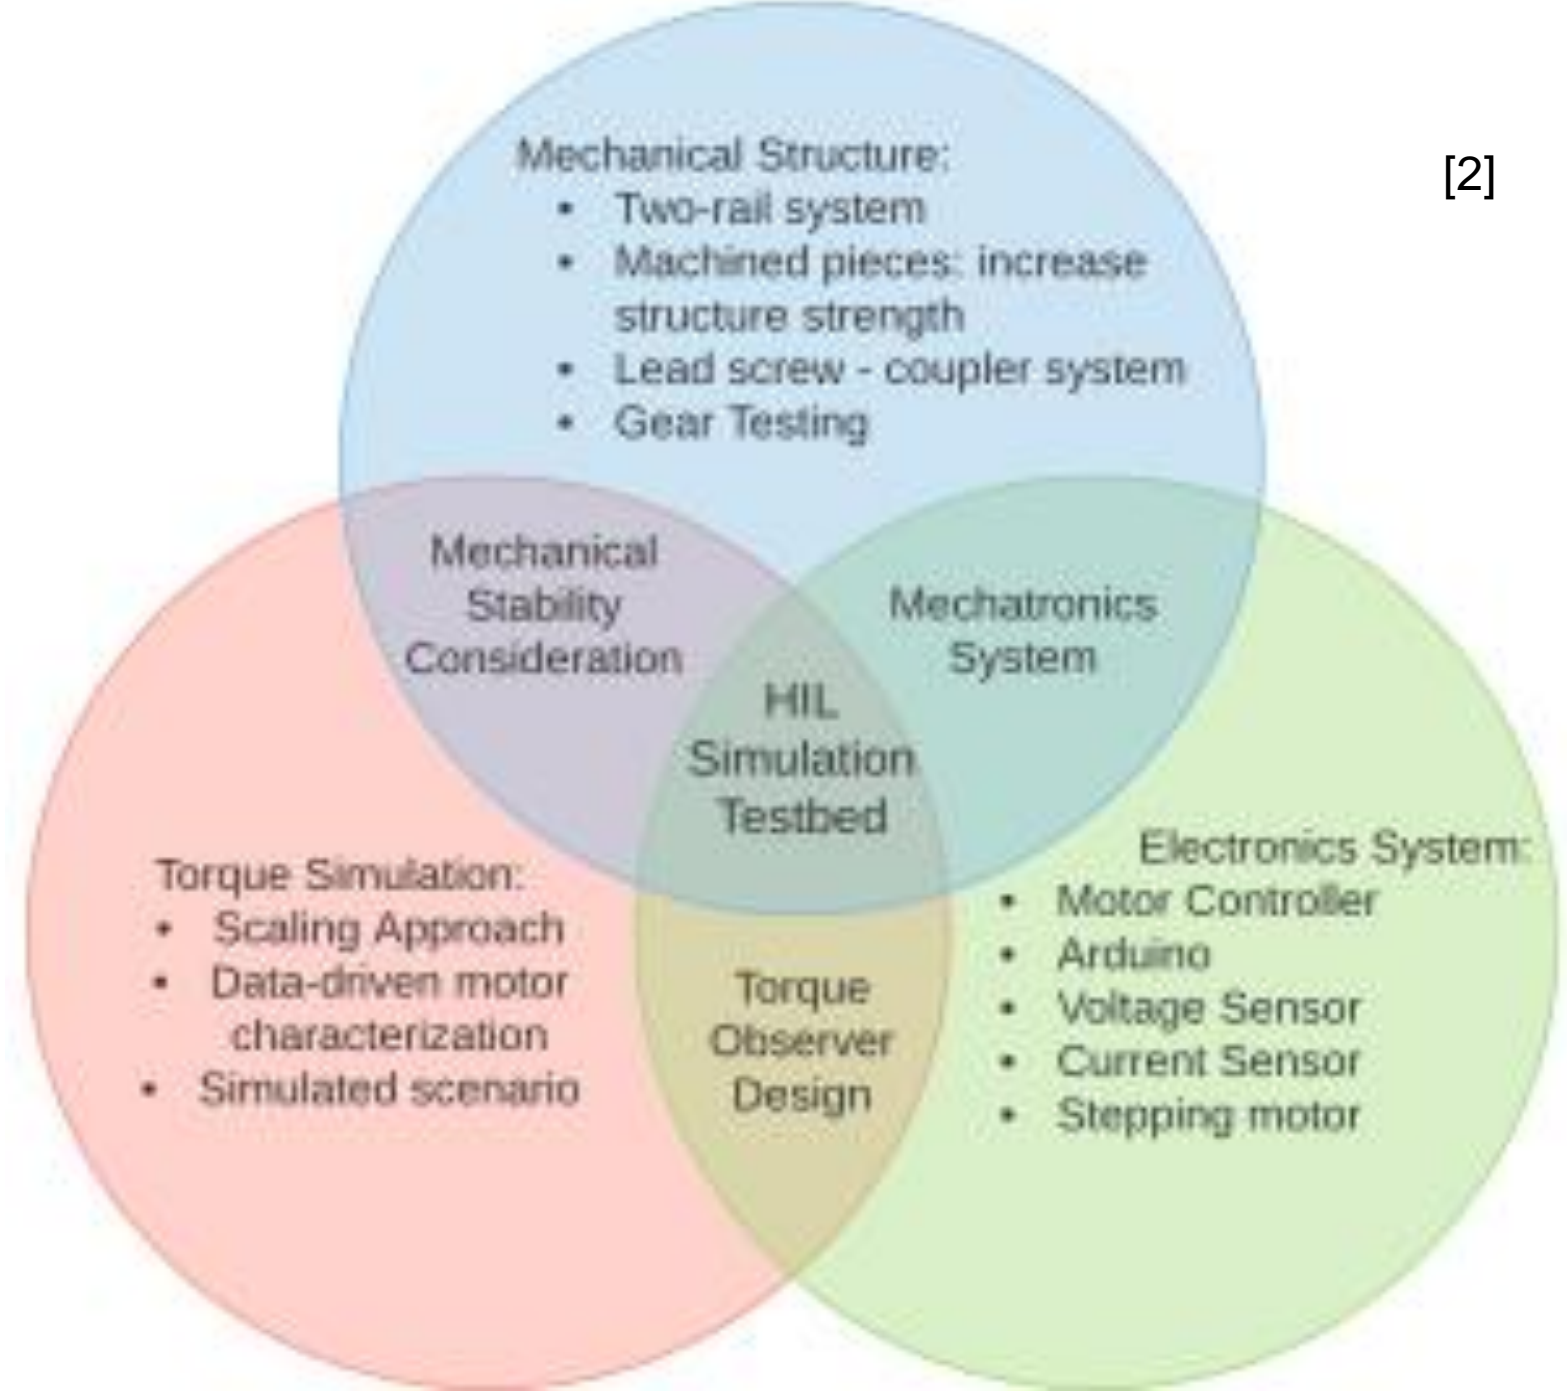 Mechanical Structure:
[2]
• Two-rail system
• Machined pieces: increase
structure strength
• Lead screw - coupler system
• Gear Testing
Mechanical
Stability
Consideration
Mechatronics
System
HIL
Simulation
Testbed
Torque Simulation:
• Scaling Approach
• Data-driven motor
characterization
• Simulated scenario
Torque
Observer
Design
Electronics System:
• Motor Controller
• Arduino
• Voltage Sensor
• Current Sensor
• Stepping motor